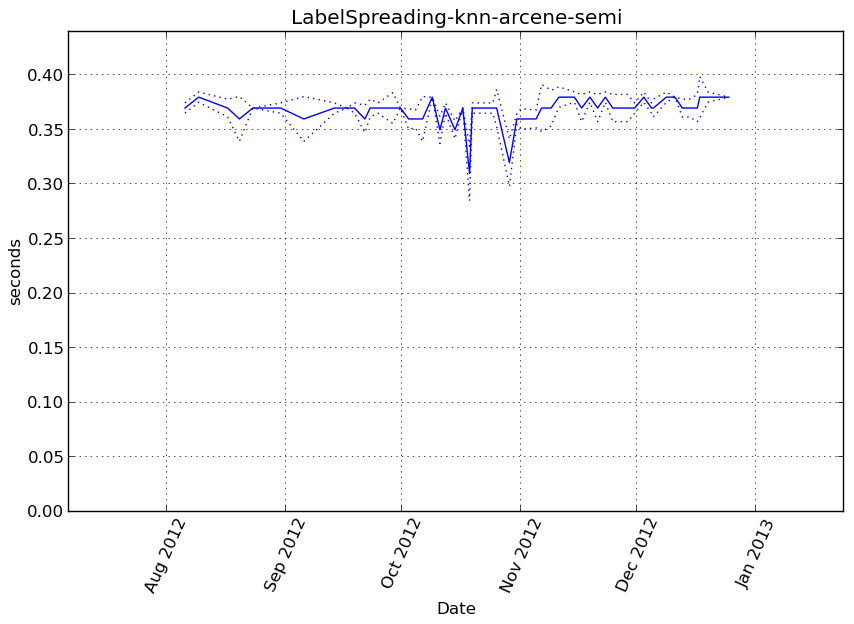 LabelSpreading-knn-arcene-semi
0.40
0.35
0.30
0.25
0.20
0.15
0.10
0.05
0.00
seconds
Aug 2012
Sep 2012
Oct 2012
Nov 2012
Dec 2012
Jan 2013
Date